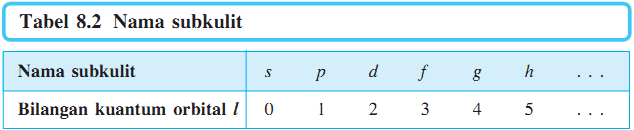 Tabel 8.2 Nama subkulit
Nama subkulit s p d f g h ...
Bilangan kuantum orbital l 0 1 2 3 4 5 ...